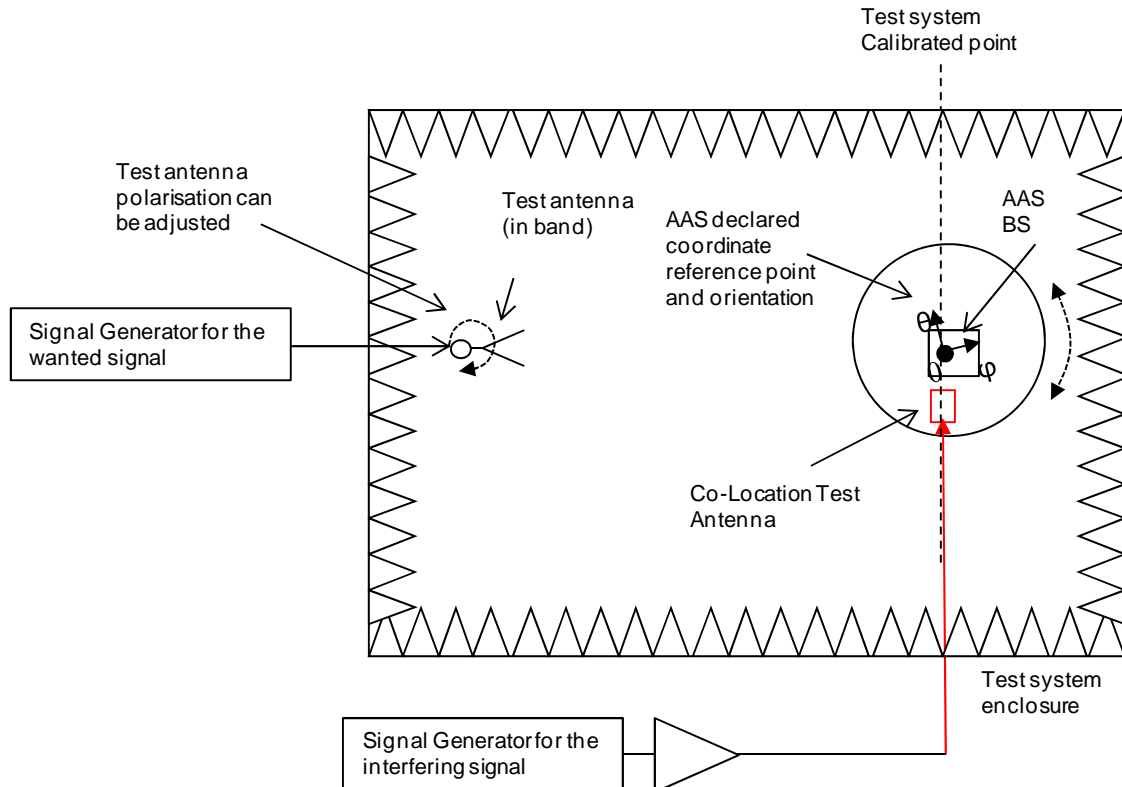 Test system
Calibrated point
Test antenna
polarisation can
be adjusted
Test antenna
(in band)
AAS declared
coordinate
reference point
and orientation
AAS
BS
Signal Generator for the
wanted signal
θ
0
φ
Co-Location Test
Antenna
Test system
enclosure
Signal Generator for the
interfering signal